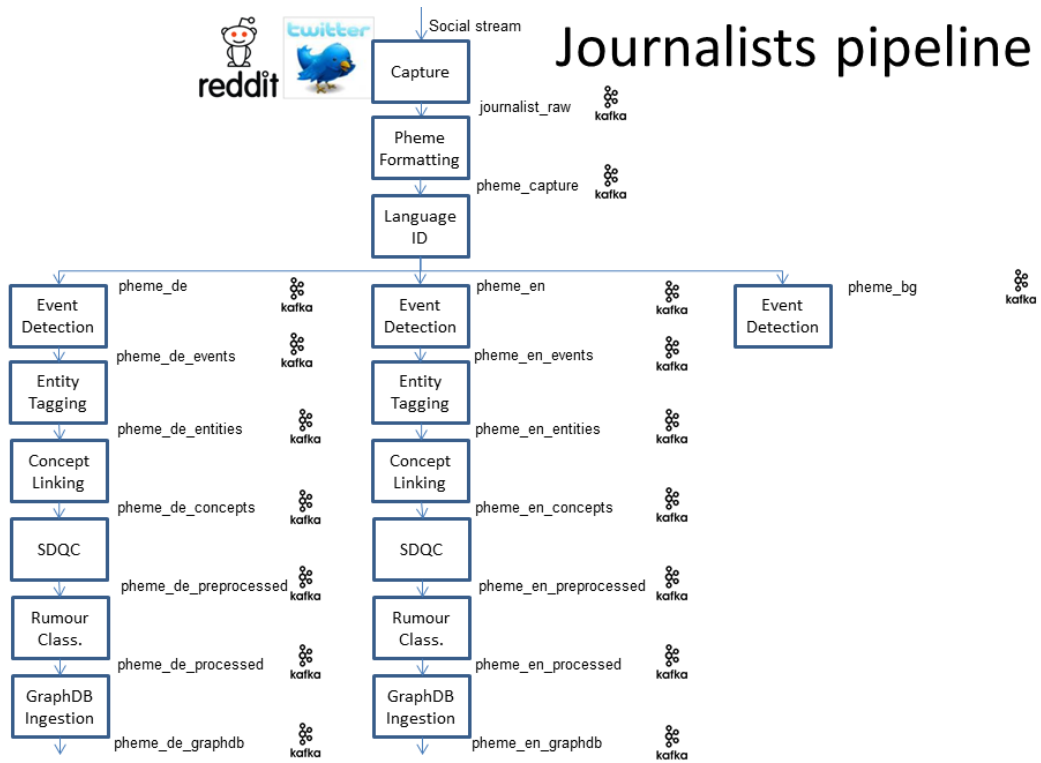 Social stream
twitter
reddit
Journalists pipeline
Capture
journalist_raw
kafka
Pheme
Formatting
pheme_capture
kafka
Language
ID
pheme_de
kafka
pheme_en
kafka
pheme_bg
kafka
Event
Detection
Event
Detection
Event
Detection
pheme_de_events
kafka
pheme_en_events
kafka
Entity
Tagging
Entity
Tagging
pheme_de_entities
kafka
pheme_en_entities
kafka
Concept
Linking
Concept
Linking
pheme_de_concepts
kafka
pheme_en_concepts
kafka
SDQC
SDQC
pheme_de_preprocessed
kafka
pheme_en_preprocessed
kafka
Rumour
Class.
Rumour
Class.
pheme_de_processed
kafka
pheme_en_processed
kafka
GraphDB
Ingestion
GraphDB
Ingestion
pheme_de_graphdb
kafka
pheme_en_graphdb
kafka